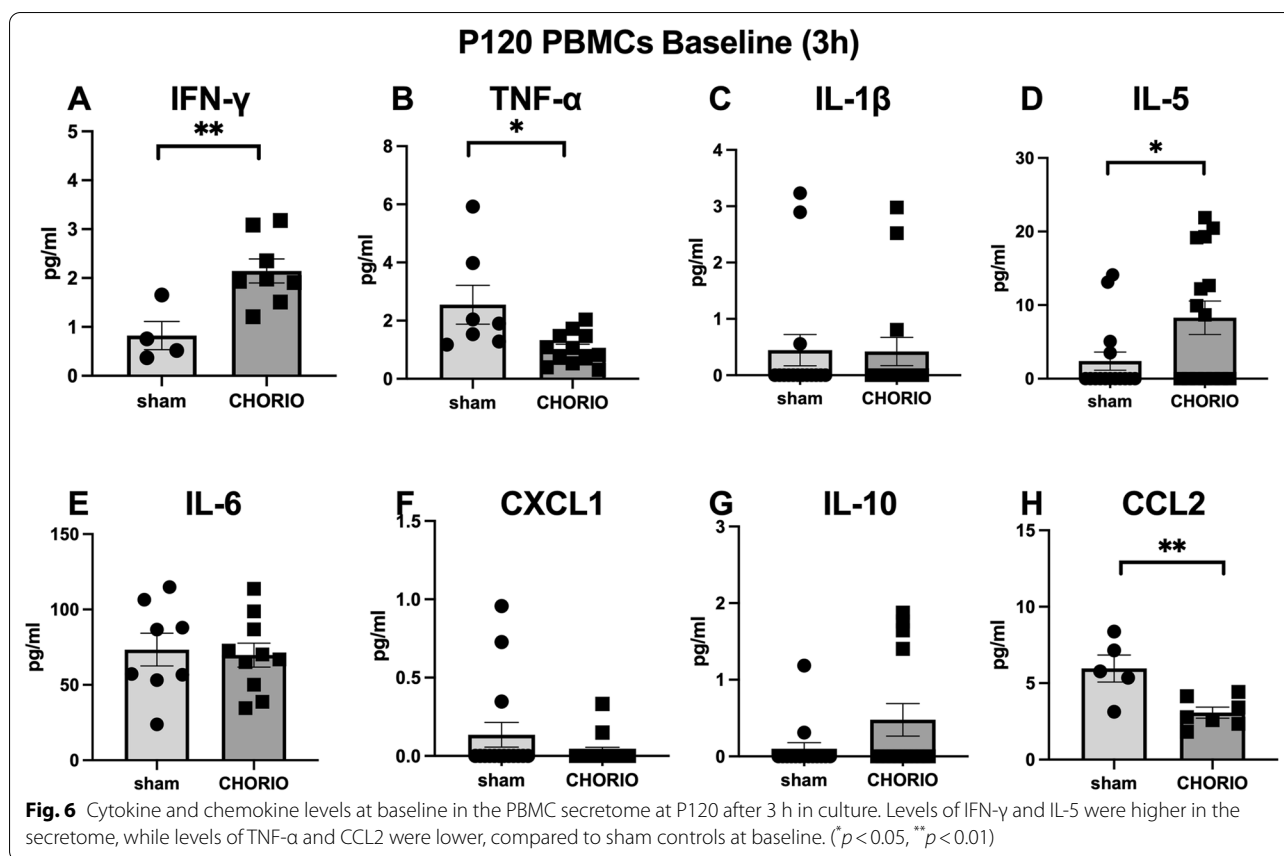 P120 PBMCs Baseline (3h)
A IFN-γ
**
5
4
3
2
1
0
pg/ml
sham CHORIO
B TNF-α
*
8
6
4
2
0
pg/ml
sham CHORIO
C IL-1β
4
3
2
1
0
pg/ml
sham CHORIO
D IL-5
*
30
20
10
0
pg/ml
sham CHORIO
E IL-6
150
100
50
0
pg/ml
sham CHORIO
F CXCL1
1.5
1.0
0.5
0.0
pg/ml
sham CHORIO
G IL-10
3
2
1
0
pg/ml
sham CHORIO
H CCL2
**
15
10
5
0
pg/ml
sham CHORIO
Fig. 6 Cytokine and chemokine levels at baseline in the PBMC secretome at P120 after 3 h in culture. Levels of IFN-γ and IL-5 were higher in the
secretome, while levels of TNF-α and CCL2 were lower, compared to sham controls at baseline. (*p < 0.05, **p < 0.01)